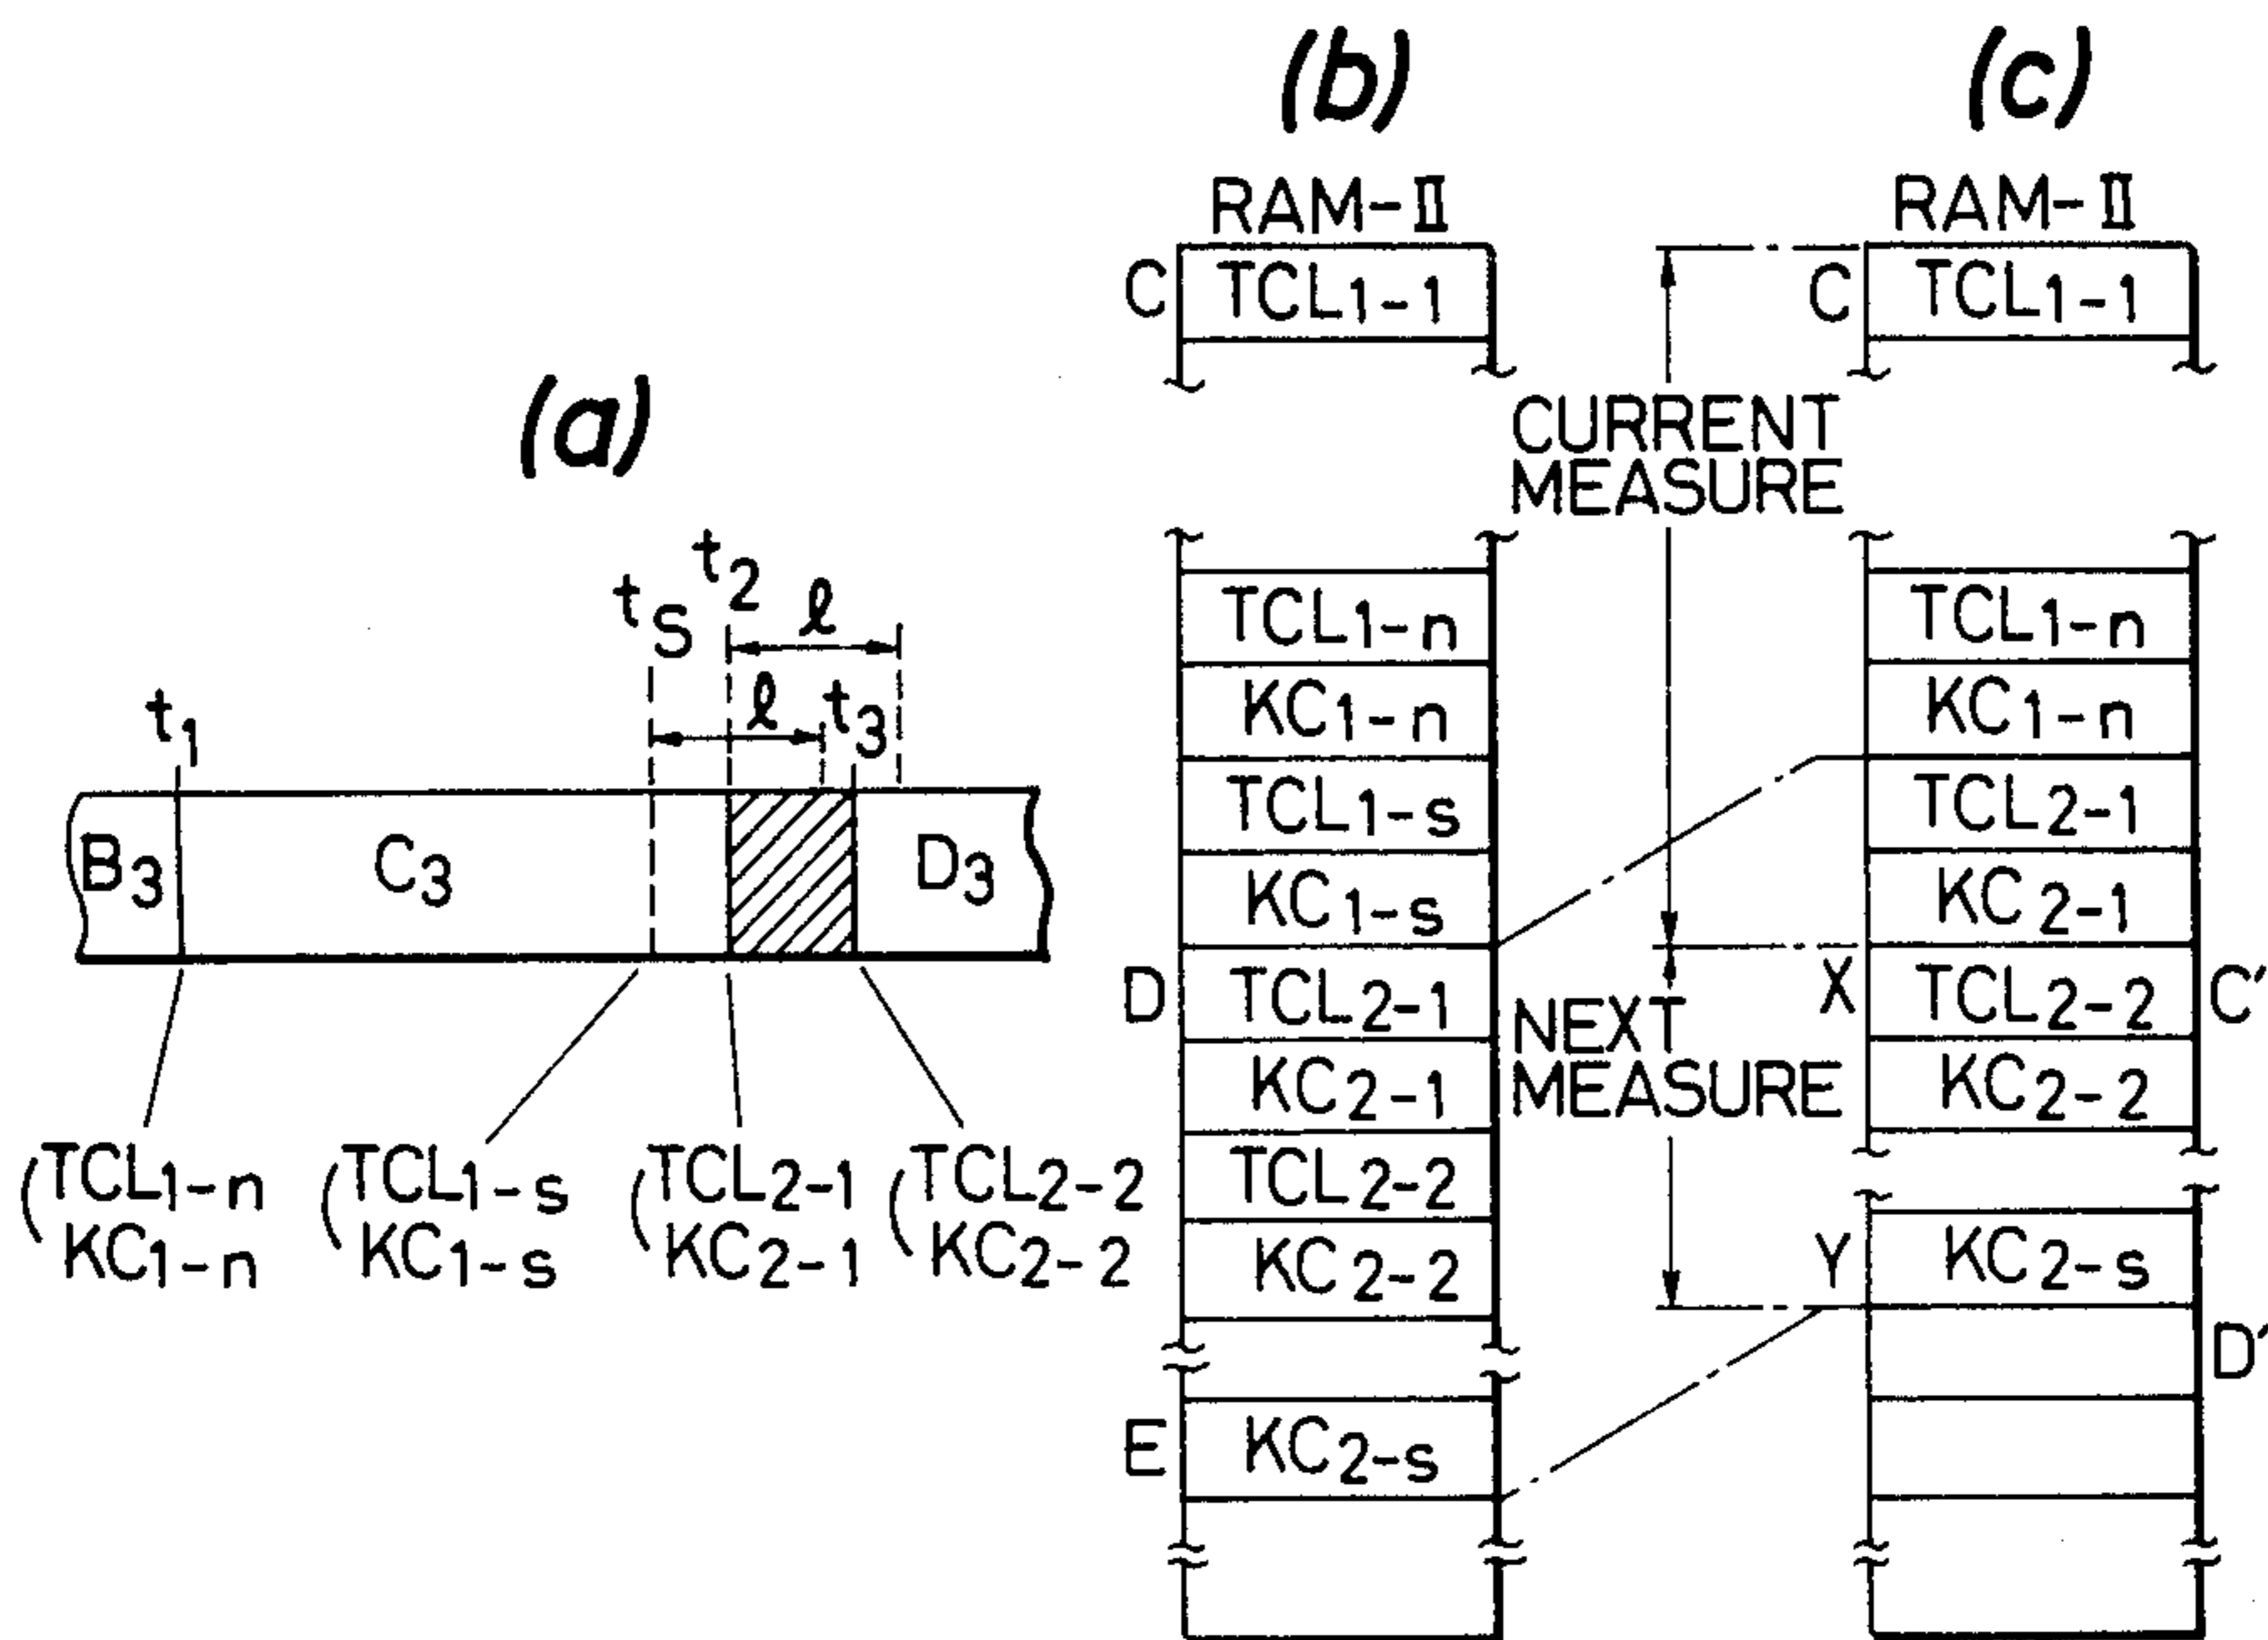 (a)
t1
tS
t2
ℓ
ℓ
t3
B3
C3
D3
(TCL1-n
KC1-n
(TCL1-s
KC1-s
(TCL2-1
KC2-1
(TCL2-2
KC2-2
(b)
RAM-II
C
TCL1-1
TCL1-n
KC1-n
TCL1-s
KC1-s
D
TCL2-1
KC2-1
TCL2-2
KC2-2
E
KC2-s
CURRENT
MEASURE
NEXT
MEASURE
(c)
RAM-II
C
TCL1-1
TCL1-n
KC1-n
TCL2-1
KC2-1
X
TCL2-2
C'
KC2-2
Y
KC2-s
D'